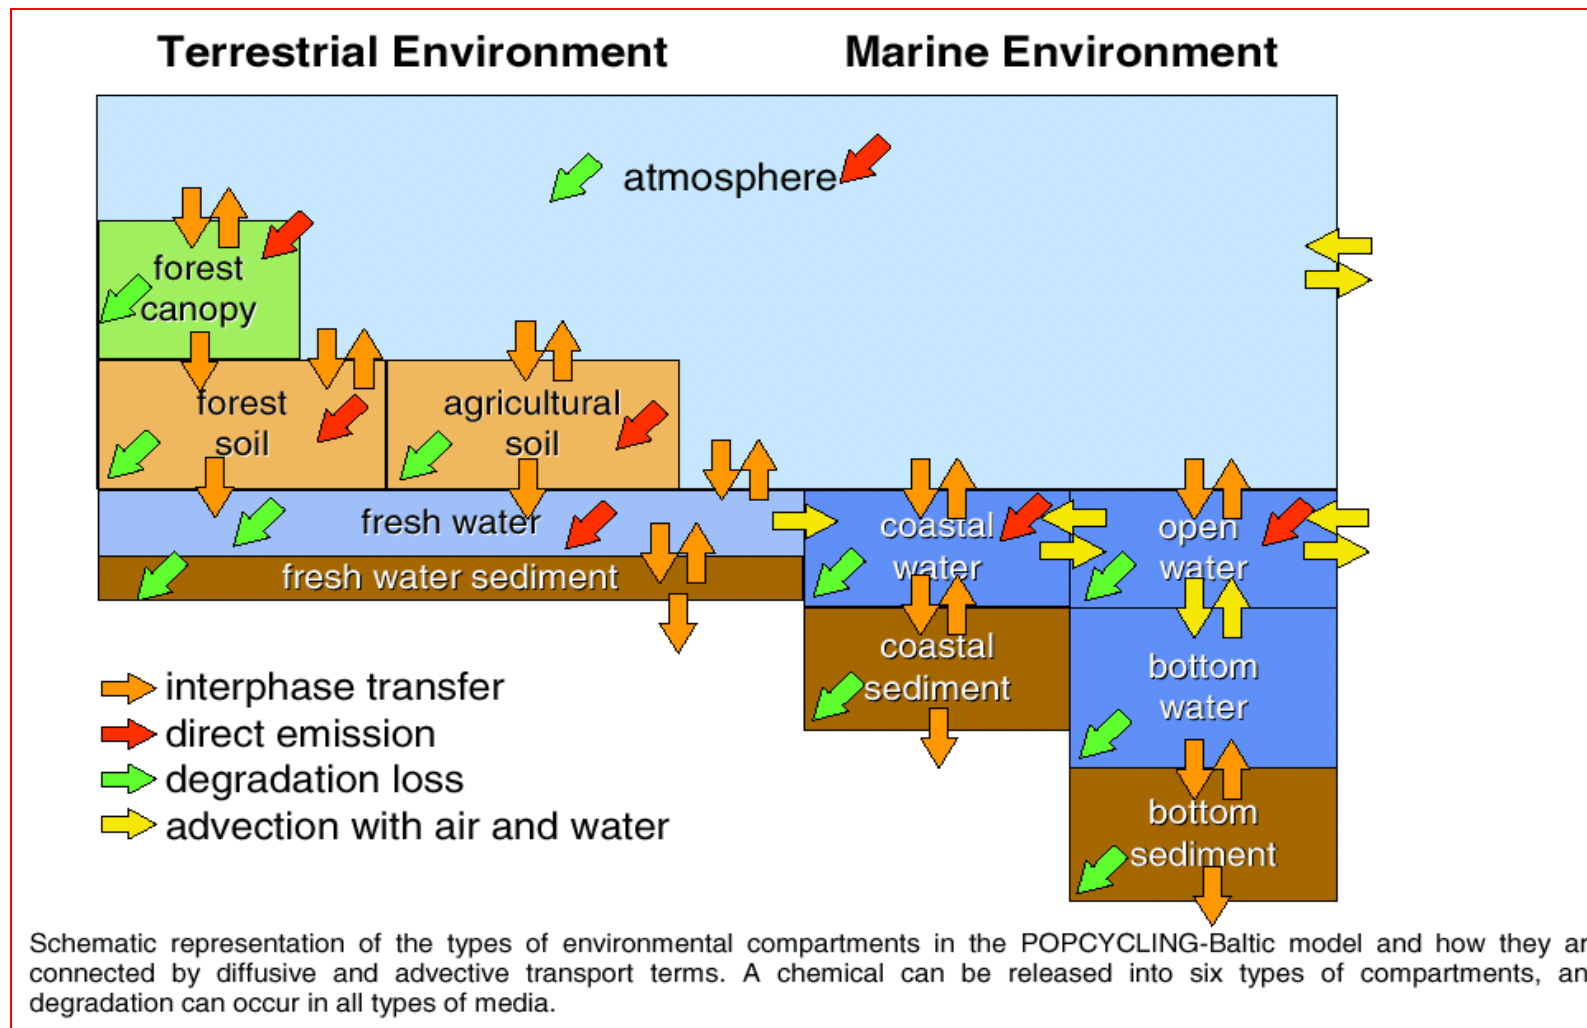 Terrestrial Environment
Marine Environment
atmosphere
forest
canopy
forest
soil
agricultural
soil
fresh water
fresh water sediment
coastal
water
open
water
coastal
sediment
bottom
water
bottom
sediment
interphase transfer
direct emission
degradation loss
advection with air and water
Schematic representation of the types of environmental compartments in the POPCYCLING-Baltic model and how they ar
connected by diffusive and advective transport terms. A chemical can be released into six types of compartments, an
degradation can occur in all types of media.